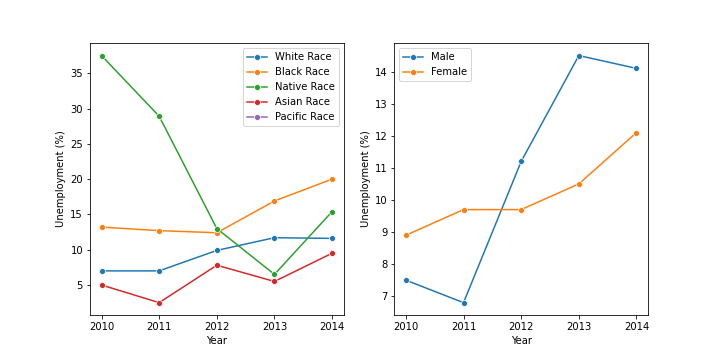 White Race
Black Race
Native Race
Asian Race
Pacific Race
35
30
25
20
15
10
5
Unemployment (%)
2010 2011 2012 2013 2014
Year
Male
Female
14
13
12
11
10
9
8
7
Unemployment (%)
2010 2011 2012 2013 2014
Year